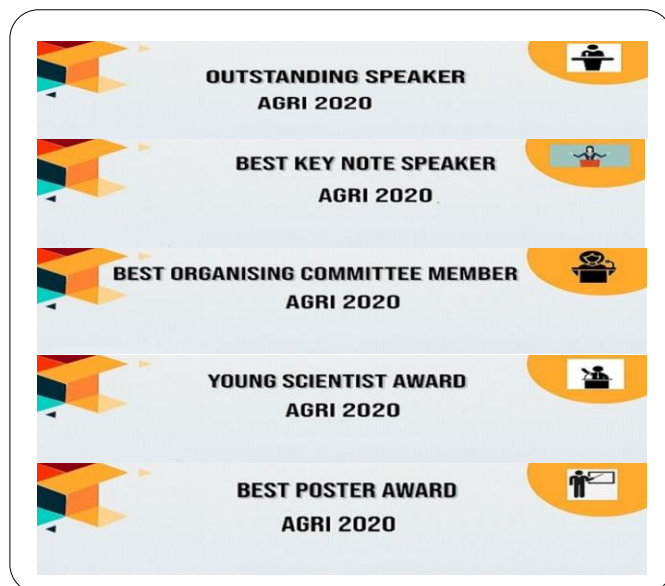 OUTSTANDING SPEAKER
AGRI 2020
BEST KEY NOTE SPEAKER
AGRI 2020
BEST ORGANISING COMMITTEE MEMBER
AGRI 2020
YOUNG SCIENTIST AWARD
AGRI 2020
BEST POSTER AWARD
AGRI 2020